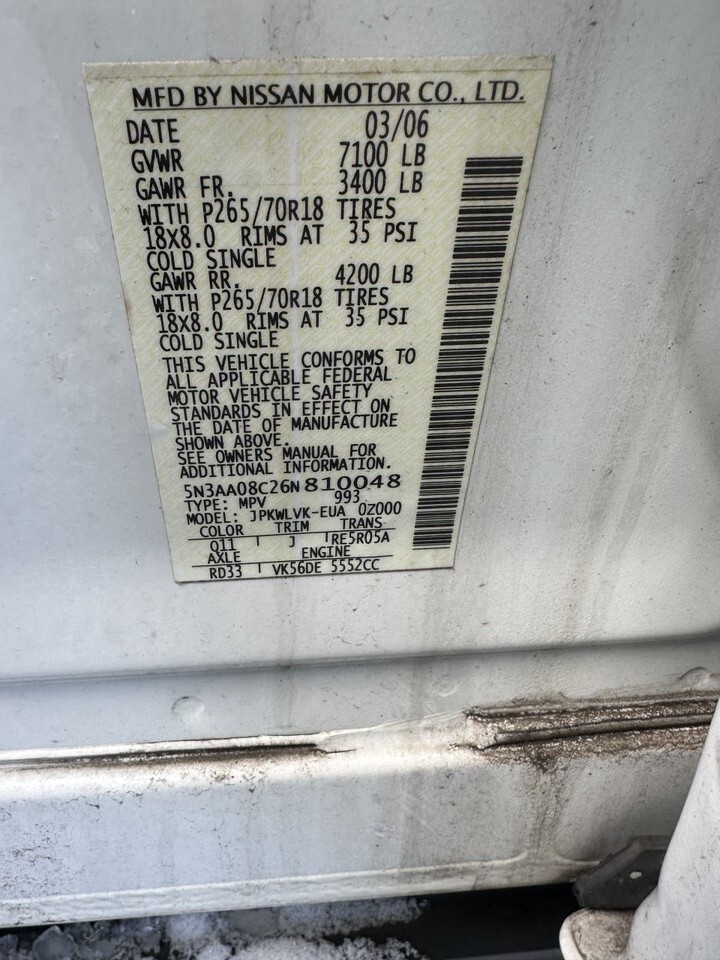 MFD BY NISSAN MOTOR CO., LTD.
DATE 03/06
GVWR 7100 LB
GAWR FR. 3400 LB
WITH P265/70R18 TIRES
18X8.0 RIMS AT 35 PSI
COLD SINGLE
GAWR RR. 4200 LB
WITH P265/70R18 TIRES
18X8.0 RIMS AT 35 PSI
COLD SINGLE
THIS VEHICLE CONFORMS TO
ALL APPLICABLE FEDERAL
MOTOR VEHICLE SAFETY
STANDARDS IN EFFECT ON
THE DATE OF MANUFACTURE
SHOWN ABOVE.
SEE OWNERS MANUAL FOR
ADDITIONAL INFORMATION.
5N3AA08C26N810048
TYPE: MPV 993
MODEL: JPKWLVK-EUA 0Z000
COLOR TRIM TRANS
Q11 J RE5R05A
AXLE ENGINE
RD33 VK56DE 5552CC